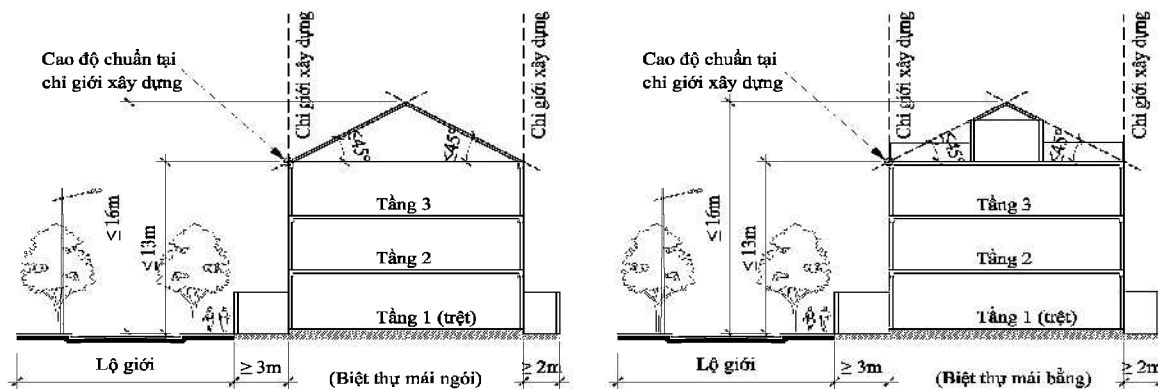 Cao độ chuẩn tại
chỉ giới xây dựng
Chỉ giới xây dựng
Chỉ giới xây dựng
≤45°
≤45°
≤ 16m
≤ 13m
Tầng 3
Tầng 2
Tầng 1 (trệt)
Lộ giới
≥ 3m
(Biệt thự mái ngói)
≥ 2m
Cao độ chuẩn tại
chỉ giới xây dựng
Chỉ giới xây dựng
Chỉ giới xây dựng
≤45°
≤45°
≤ 16m
≤ 13m
Tầng 3
Tầng 2
Tầng 1 (trệt)
Lộ giới
≥ 3m
(Biệt thự mái bằng)
≥ 2m